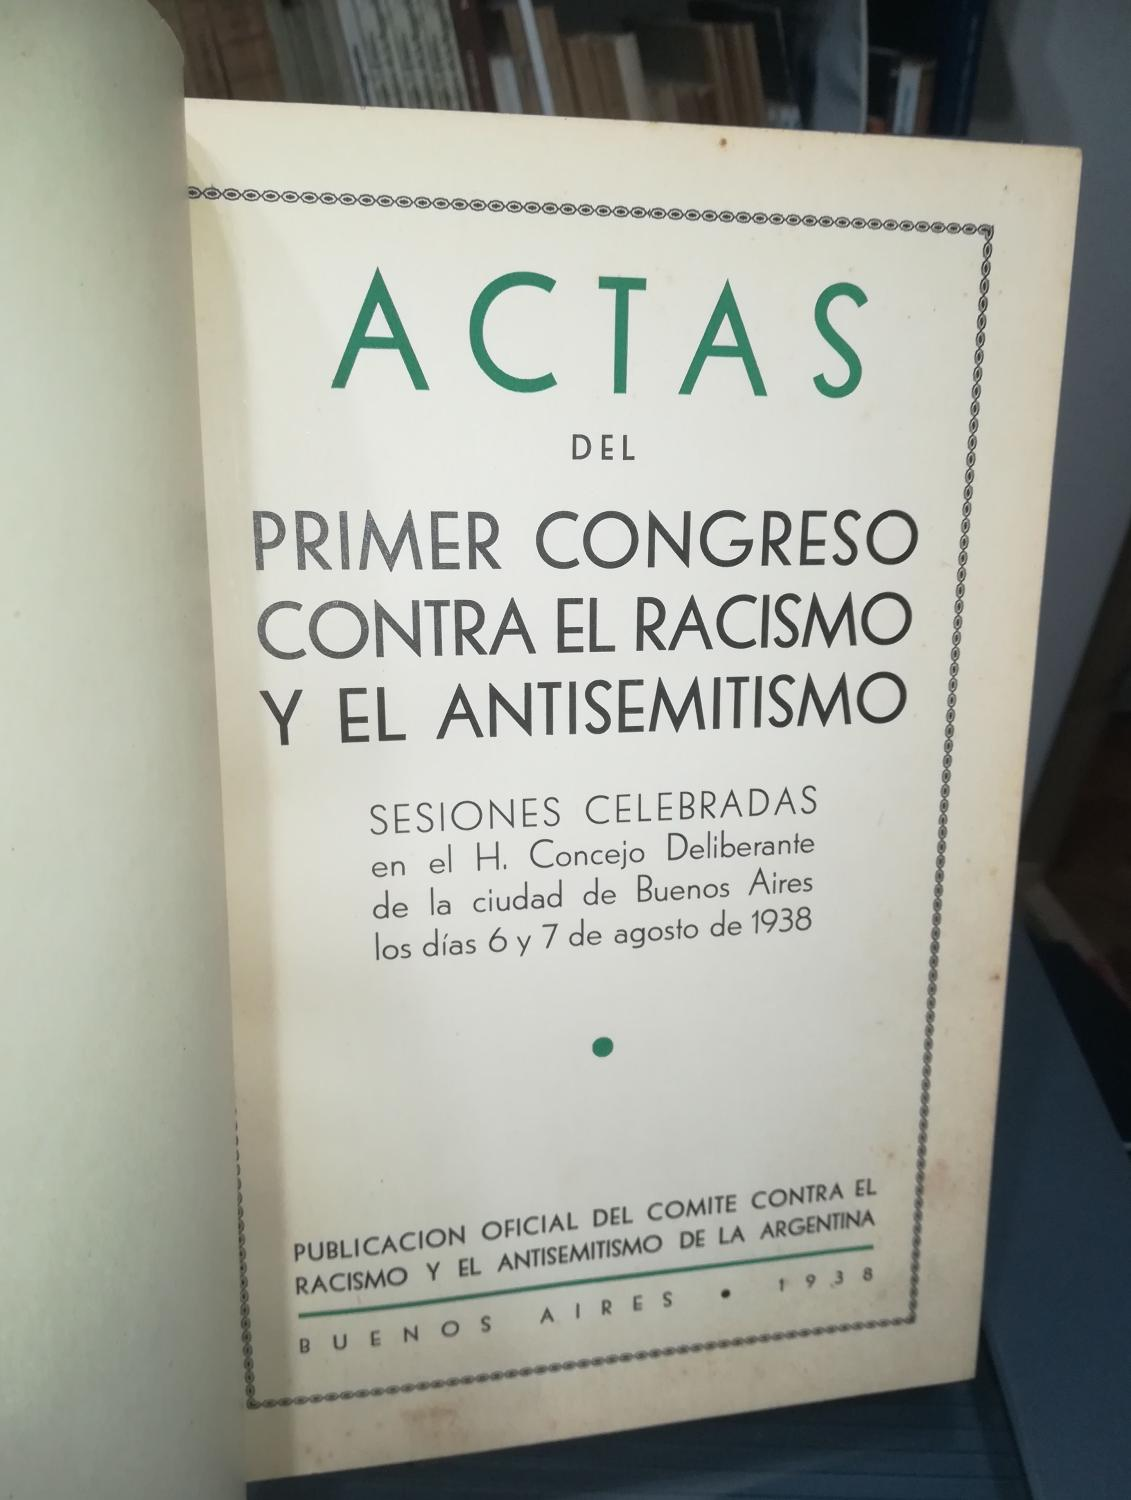 ACTAS
DEL
PRIMER CONGRESO
CONTRA EL RACISMO
Y EL ANTISEMITISMO
SESIONES CELEBRADAS
en el H. Concejo Deliberante
de la ciudad de Buenos Aires
los días 6 y 7 de agosto de 1938
PUBLICACION OFICIAL DEL COMITE CONTRA EL
RACISMO Y EL ANTISEMITISMO DE LA ARGENTINA
BUENOS AIRES • 1938